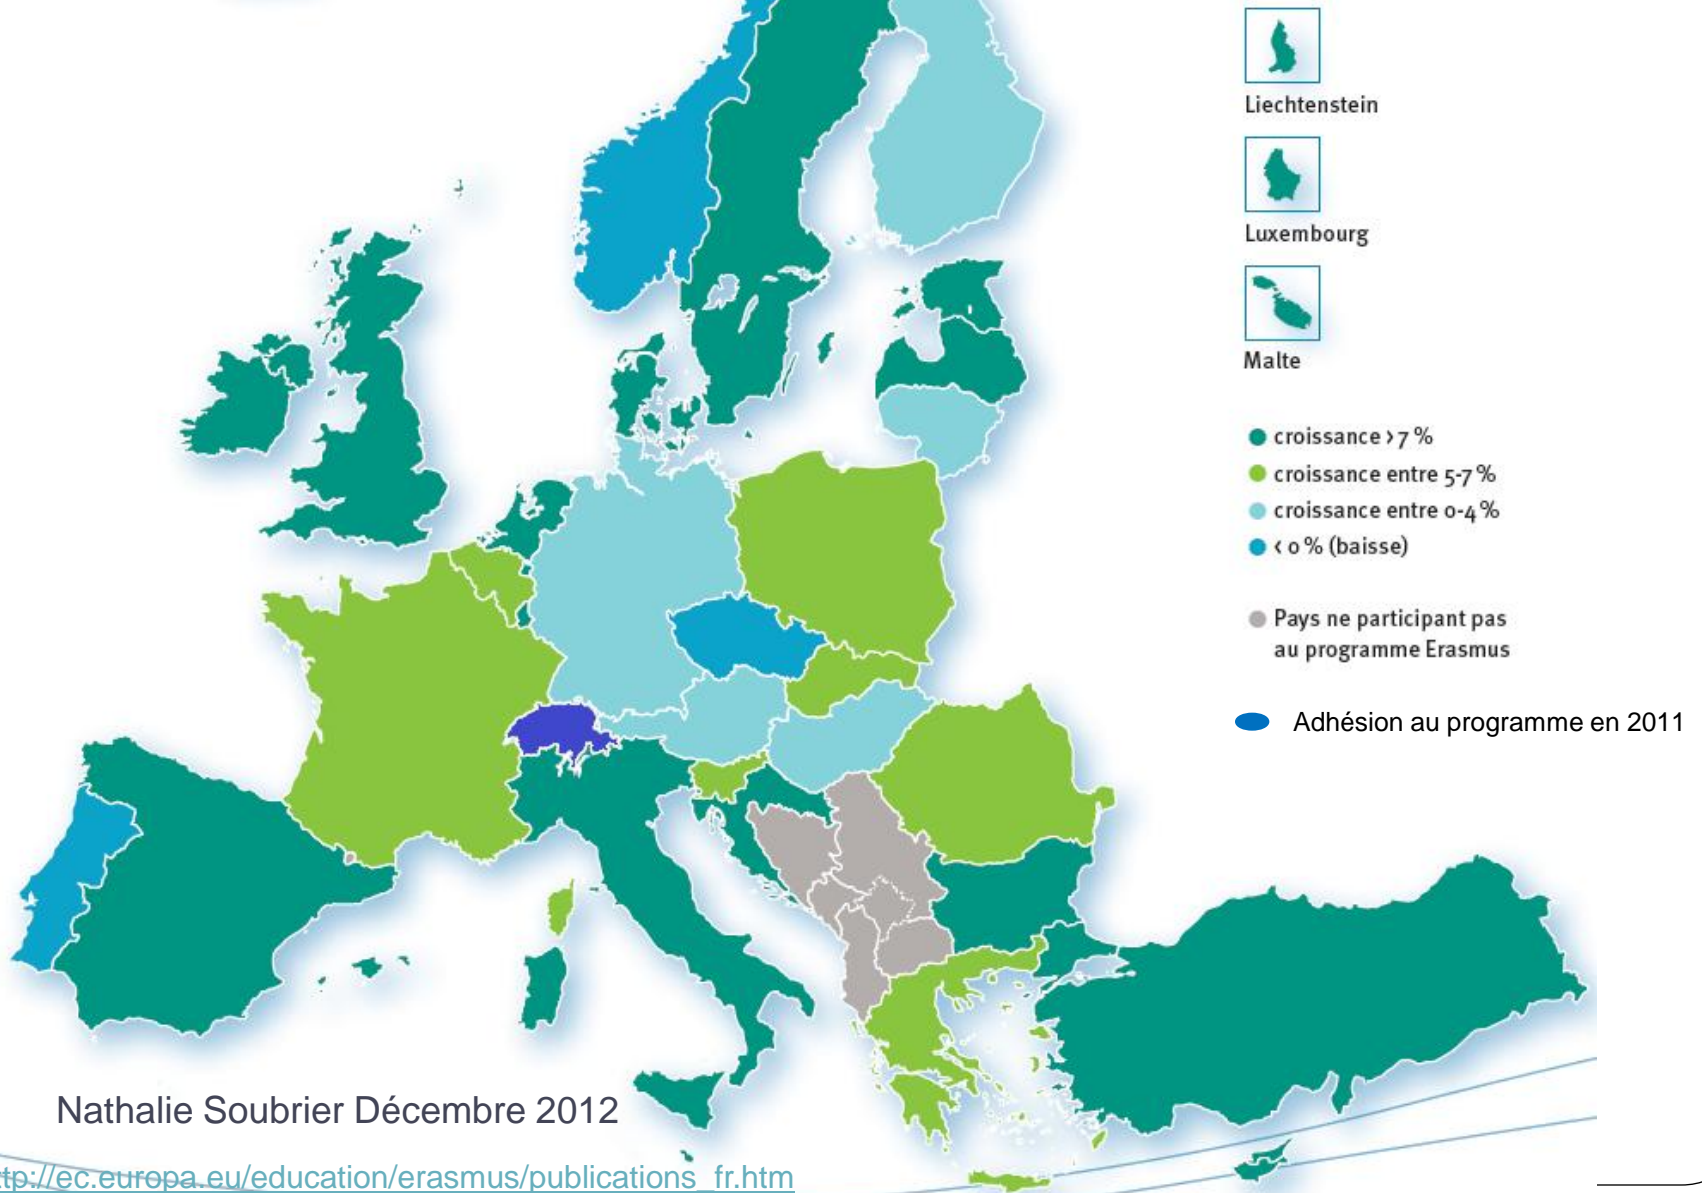 Liechtenstein
Luxembourg
Malte
croissance >7 %
croissance entre 5-7 %
croissance entre 0-4 %
< 0 % (baisse)
Pays ne participant pas
au programme Erasmus
Adhésion au programme en 2011
Nathalie Soubrier Décembre 2012
tp://ec.europa.eu/education/erasmus/publications_fr.htm